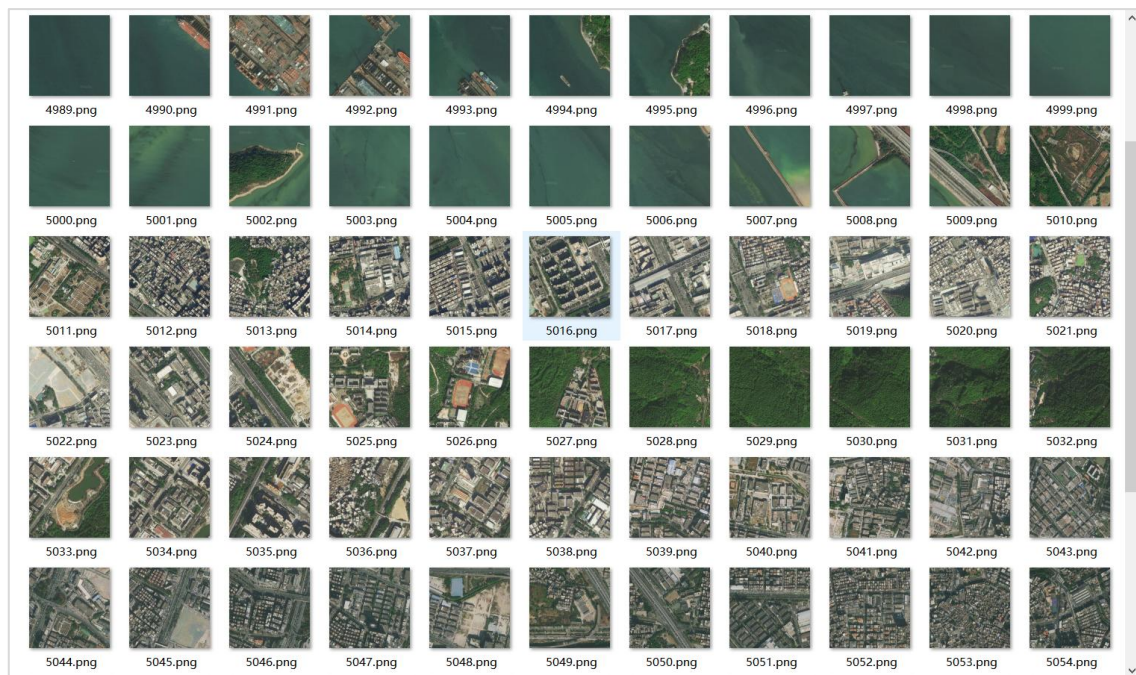 4989.png 4990.png 4991.png 4992.png 4993.png 4994.png 4995.png 4996.png 4997.png 4998.png 4999.png
5000.png 5001.png 5002.png 5003.png 5004.png 5005.png 5006.png 5007.png 5008.png 5009.png 5010.png
5011.png 5012.png 5013.png 5014.png 5015.png 5016.png 5017.png 5018.png 5019.png 5020.png 5021.png
5022.png 5023.png 5024.png 5025.png 5026.png 5027.png 5028.png 5029.png 5030.png 5031.png 5032.png
5033.png 5034.png 5035.png 5036.png 5037.png 5038.png 5039.png 5040.png 5041.png 5042.png 5043.png
5044.png 5045.png 5046.png 5047.png 5048.png 5049.png 5050.png 5051.png 5052.png 5053.png 5054.png